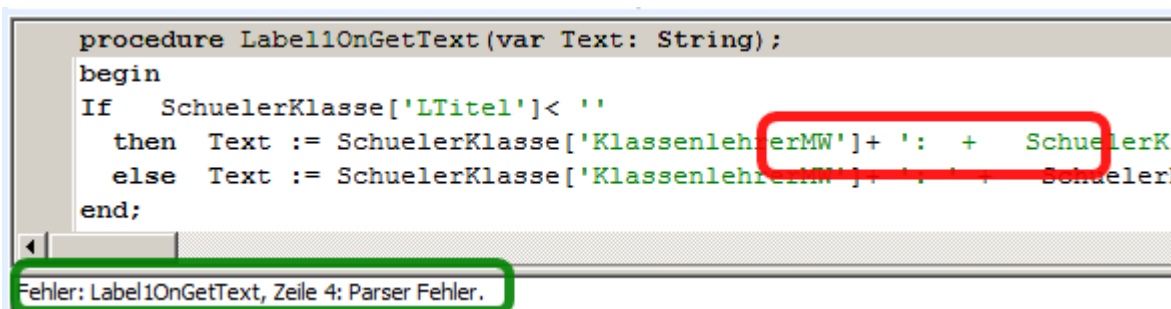 procedure Label1OnGetText(var Text: String);
begin
If SchuelerKlasse['LTitel']< ''
then Text := SchuelerKlasse['KlassenlehrerMW']+ ': + SchuelerK
else Text := SchuelerKlasse['KlassenlehrerMW']+ ': ' + Schueler
end;
Fehler: Label1OnGetText, Zeile 4: Parser Fehler.